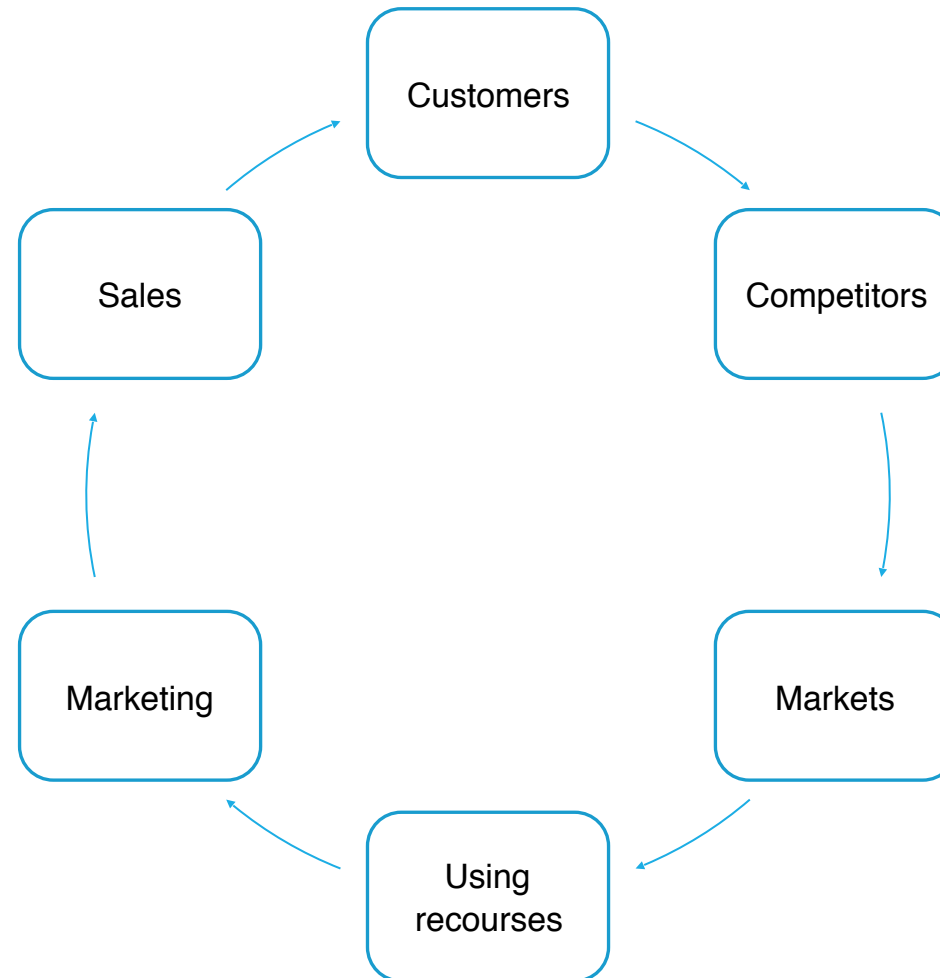 Customers
Competitors
Markets
Using
recourses
Marketing
Sales